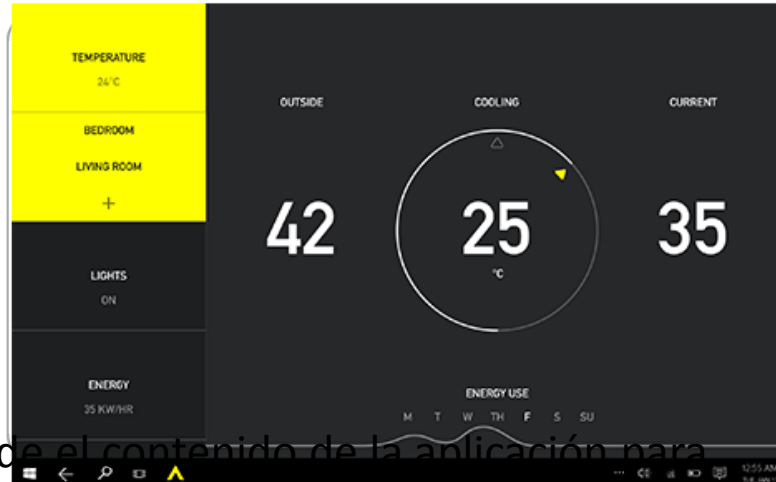 TEMPERATURE
24°C
BEDROOM
LIVING ROOM
+
LIGHTS
ON
ENERGY
35 KW/HR
OUTSIDE
42
COOLING
25
°C
CURRENT
35
ENERGY USE
M T W TH F S SU
de el contenido de la aplicación para
12:55 AM